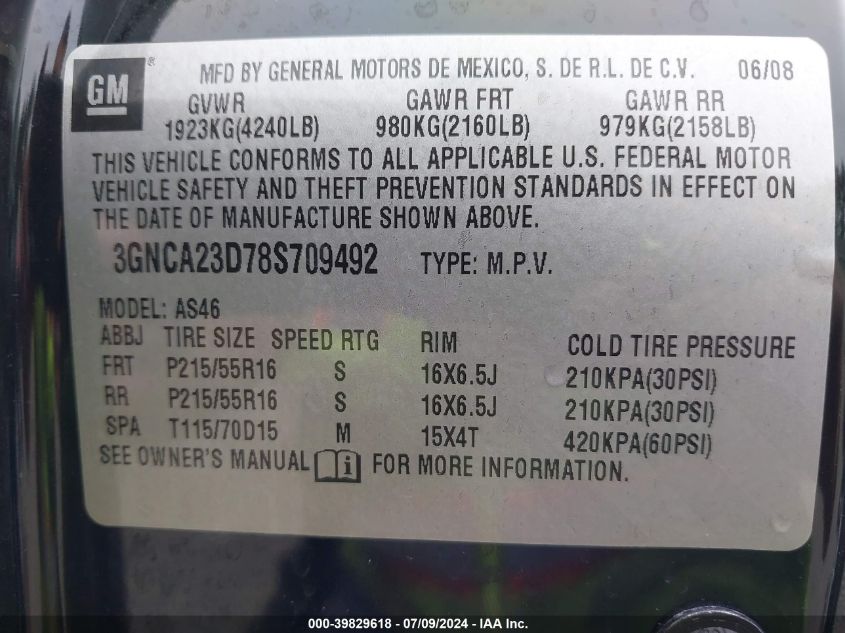 GM® MFD BY GENERAL MOTORS DE MEXICO, S. DE R.L. DE C.V. 06/08
GVWR GAWR FRT GAWR RR
1923KG(4240LB) 980KG(2160LB) 979KG(2158LB)
THIS VEHICLE CONFORMS TO ALL APPLICABLE U.S. FEDERAL MOTOR
VEHICLE SAFETY AND THEFT PREVENTION STANDARDS IN EFFECT ON
THE DATE OF MANUFACTURE SHOWN ABOVE.
3GNCA23D78S709492 TYPE: M.P.V.
MODEL: AS46
ABBJ TIRE SIZE SPEED RTG RIM COLD TIRE PRESSURE
FRT P215/55R16 S 16X6.5J 210KPA(30PSI)
RR P215/55R16 S 16X6.5J 210KPA(30PSI)
SPA T115/70D15 M 15X4T 420KPA(60PSI)
SEE OWNER'S MANUAL i FOR MORE INFORMATION.
000-39829618 - 07/09/2024 - IAA Inc.